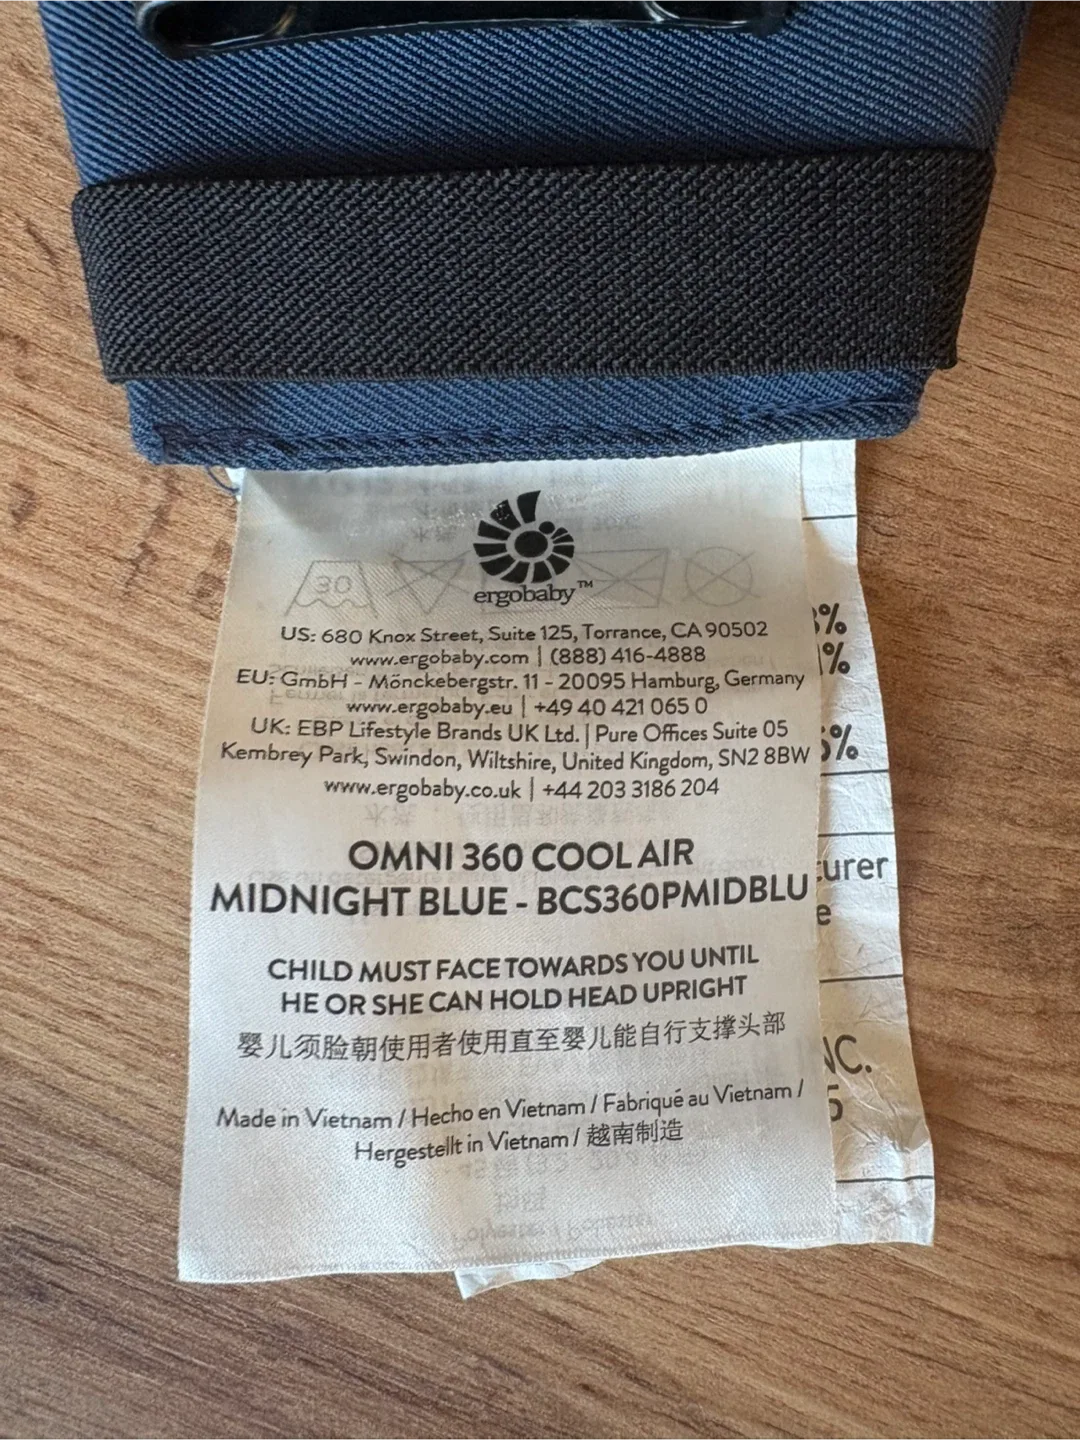 ergobaby™
US: 680 Knox Street, Suite 125, Torrance, CA 90502
www.ergobaby.com | (888) 416-4888
EU: GmbH - Mönckebergstr. 11 - 20095 Hamburg, Germany
www.ergobaby.eu | +49 40 421 065 0
UK: EBP Lifestyle Brands UK Ltd. | Pure Offices Suite 05
Kembrey Park, Swindon, Wiltshire, United Kingdom, SN2 8BW
www.ergobaby.co.uk | +44 203 3186 204
OMNI 360 COOL AIR
MIDNIGHT BLUE - BCS360PMIDBLU
CHILD MUST FACE TOWARDS YOU UNTIL
HE OR SHE CAN HOLD HEAD UPRIGHT
婴儿须脸朝使用者使用直至婴儿能自行支撑头部
Made in Vietnam / Hecho en Vietnam / Fabriqué au Vietnam /
Hergestellt in Vietnam / 越南制造
%
%
%
turer
e
NC.
5
30